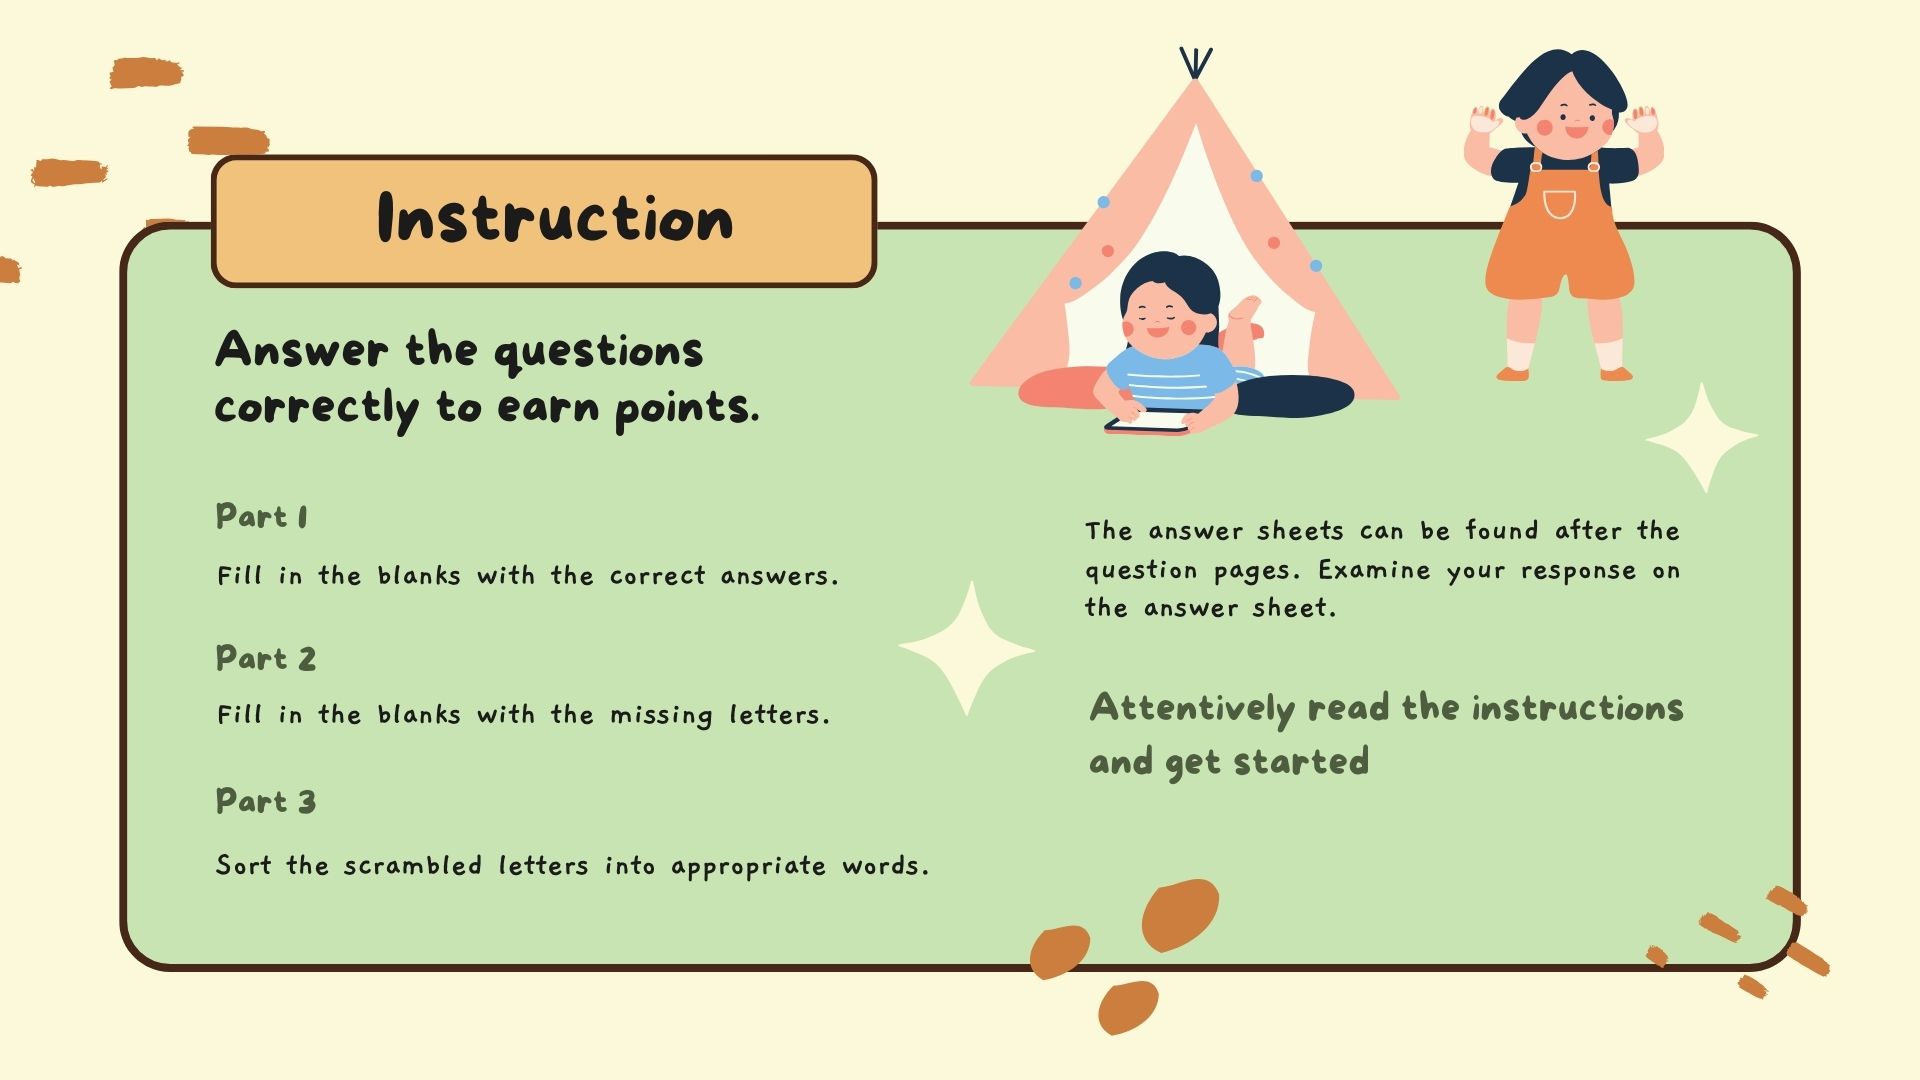 Instruction
Answer the questions
correctly to earn points.
Part 1
Fill in the blanks with the correct answers.
Part 2
Fill in the blanks with the missing letters.
Part 3
Sort the scrambled letters into appropriate words.
The answer sheets can be found after the
question pages. Examine your response on
the answer sheet.
Attentively read the instructions
and get started